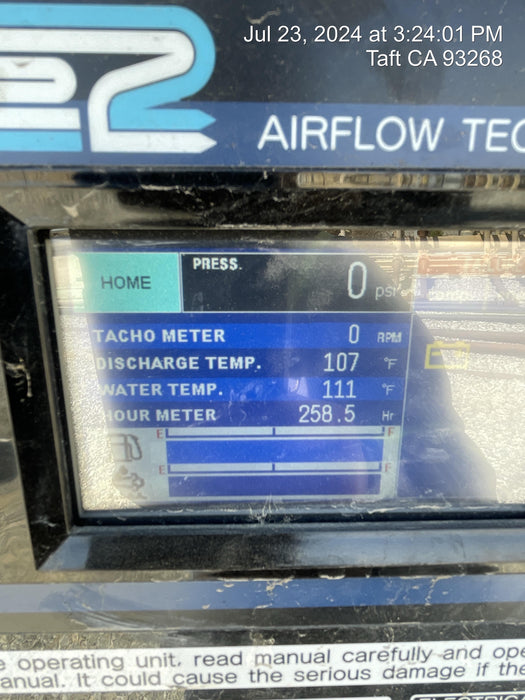 Jul 23, 2024 at 3:24:01 PM
Taft CA 93268
AIRFLOW TEC
HOME
PRESS. 0 psi
TACHO METER 0 RPM
DISCHARGE TEMP. 107 °F
WATER TEMP. 111 °F
HOUR METER 258.5 Hr
E F
E F
operating unit, read manual carefully and ope
anual. It could cause the serious damage if the